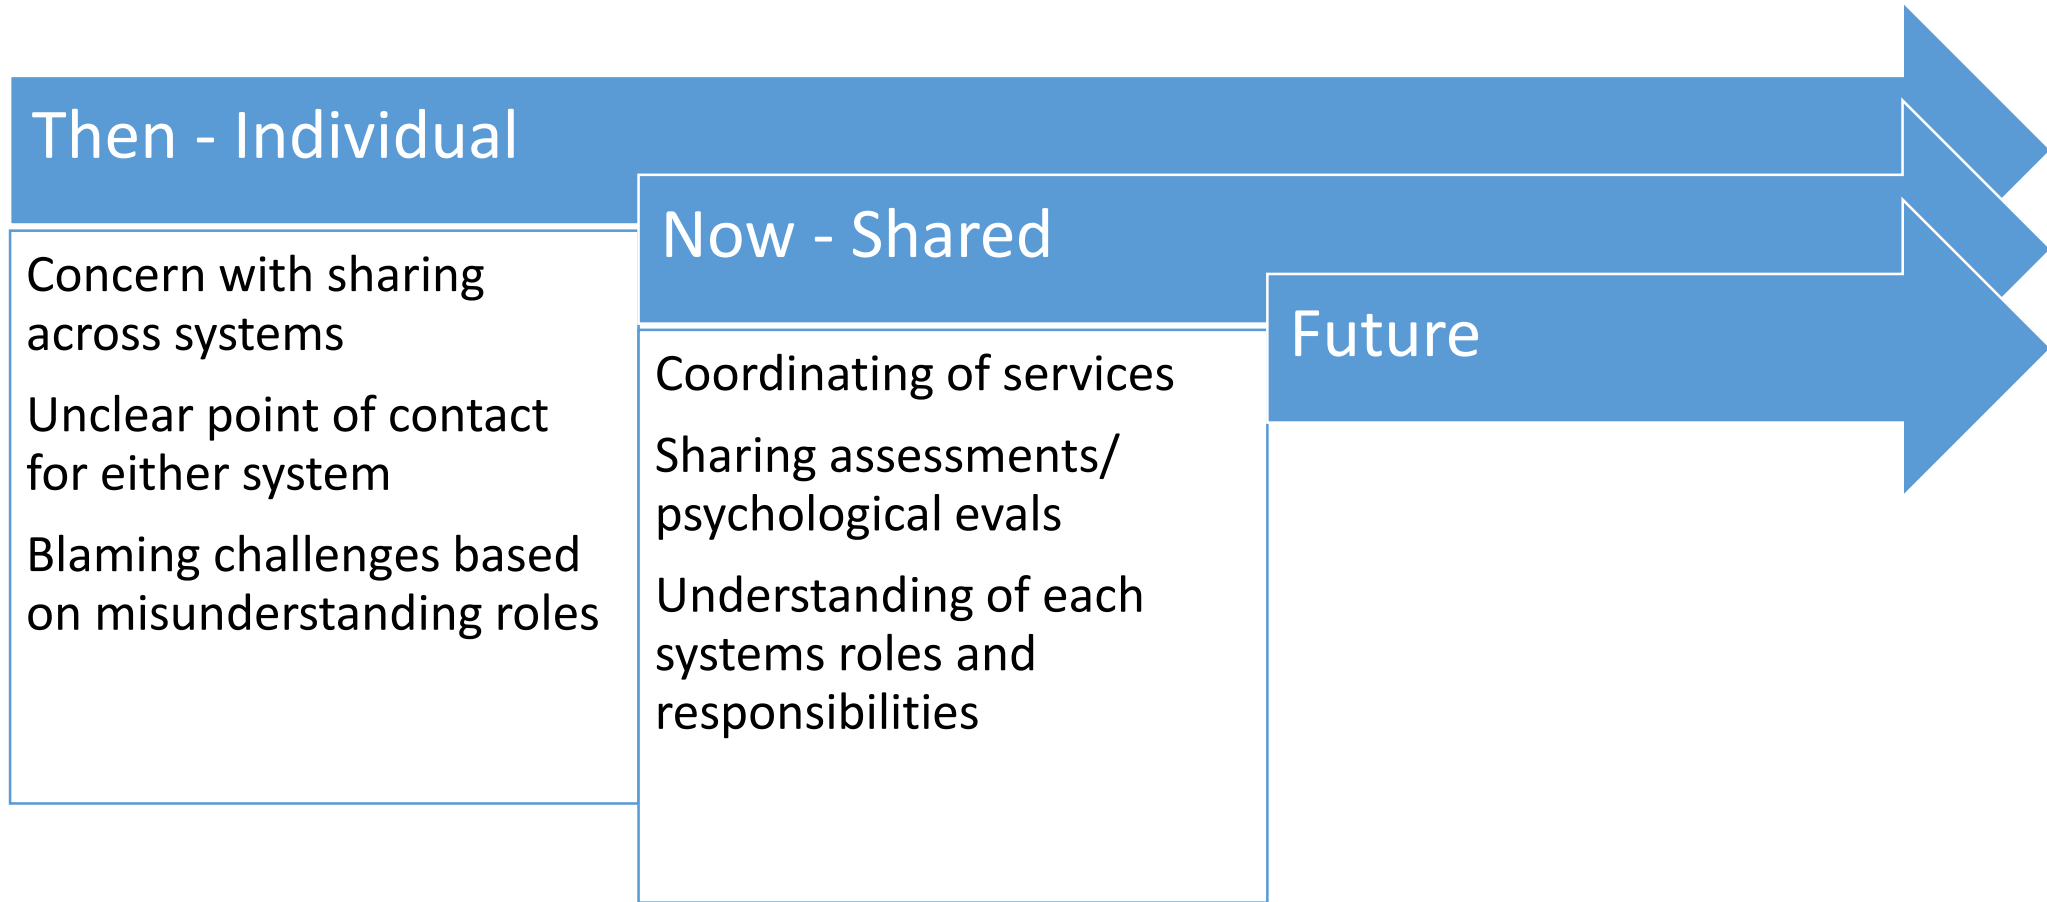 Then - Individual
Concern with sharing
across systems
Unclear point of contact
for either system
Blaming challenges based
on misunderstanding roles
Now - Shared
Coordinating of services
Sharing assessments/
psychological evals
Understanding of each
systems roles and
responsibilities
Future